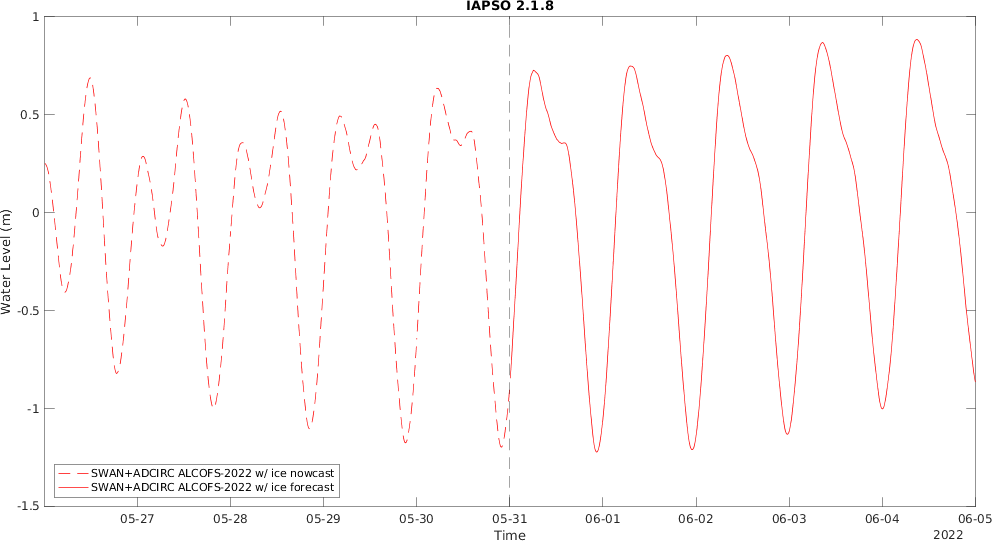 IAPSO 2.1.8
Water Level (m)
1
0.5
0
-0.5
-1
-1.5
SWAN+ADCIRC ALCOFS-2022 w/ ice nowcast
SWAN+ADCIRC ALCOFS-2022 w/ ice forecast
05-27 05-28 05-29 05-30 05-31 06-01 06-02 06-03 06-04 06-05
Time
2022